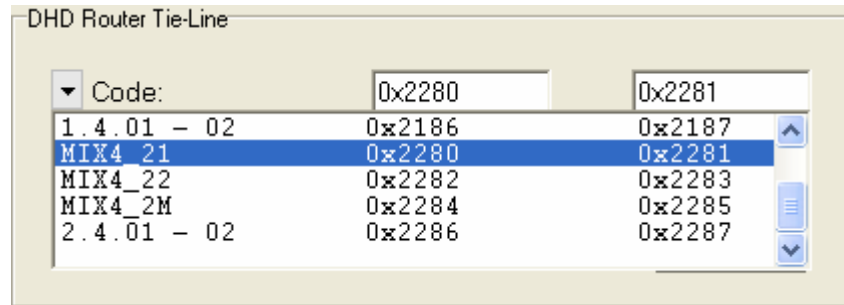 DHD Router Tie-Line
Code: 0x2280 0x2281
1.4.01 - 02 0x2186 0x2187
MIX4_21 0x2280 0x2281
MIX4_22 0x2282 0x2283
MIX4_2M 0x2284 0x2285
2.4.01 - 02 0x2286 0x2287